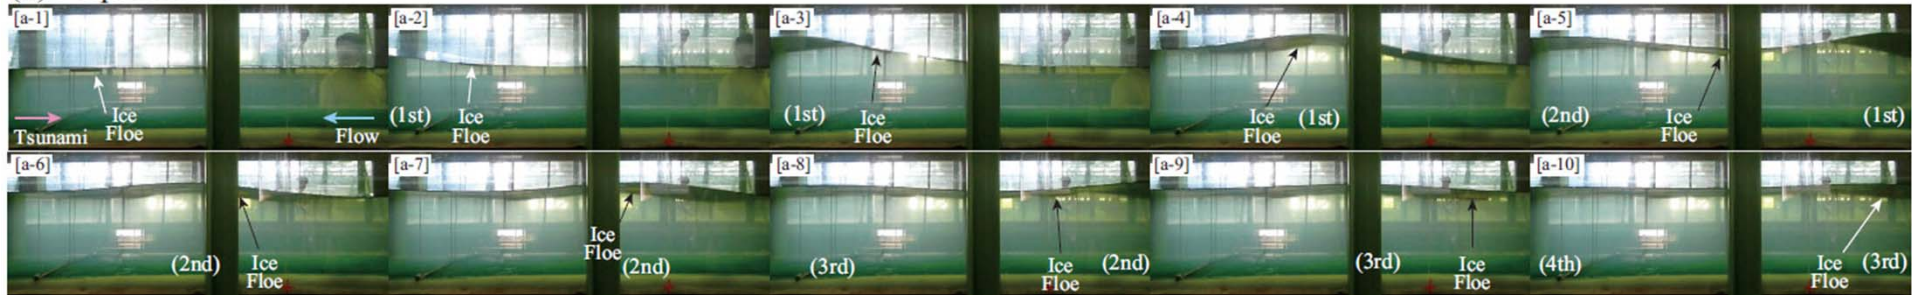 [a-1]
Ice
Floe
Tsunami
Flow
[a-2]
(1st)
Ice
Floe
[a-3]
(1st)
Ice
Floe
[a-4]
Ice
Floe
(1st)
[a-5]
(2nd)
Ice
Floe
(1st)
[a-6]
(2nd)
Ice
Floe
[a-7]
Ice
Floe
(2nd)
[a-8]
(3rd)
Ice
Floe
(2nd)
[a-9]
(3rd)
Ice
Floe
[a-10]
(4th)
Ice
Floe
(3rd)